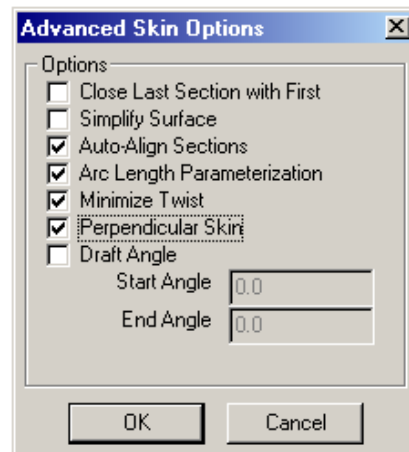 Advanced Skin Options
Options
Close Last Section with First
Simplify Surface
Auto-Align Sections
Arc Length Parameterization
Minimize Twist
Perpendicular Skin
Draft Angle
Start Angle 0.0
End Angle 0.0
OK Cancel